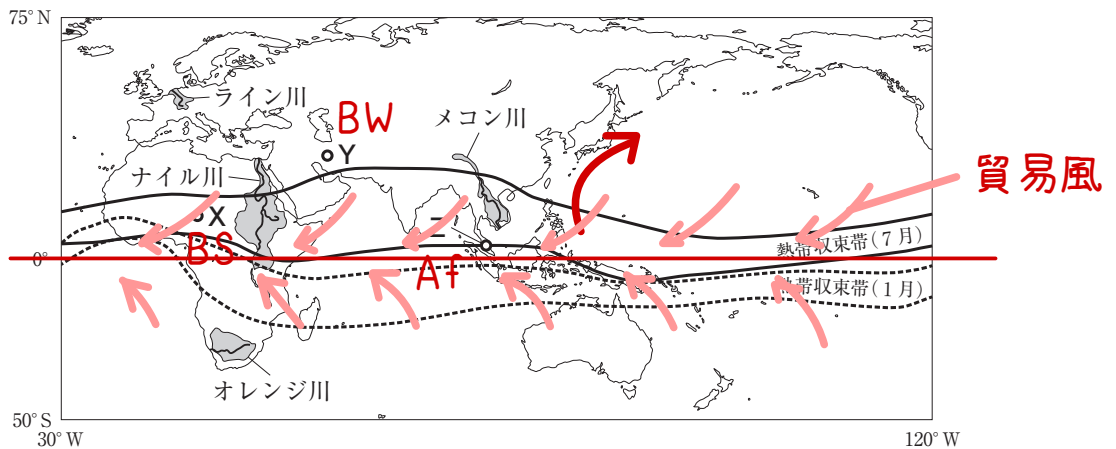 75°N
ライン川
BW
メコン川
Y
ナイル川
貿易風
X
BS
Af
熱帯収束帯(7月)
0°
帯収束帯(1月)
オレンジ川
50°S
30°W
120°W